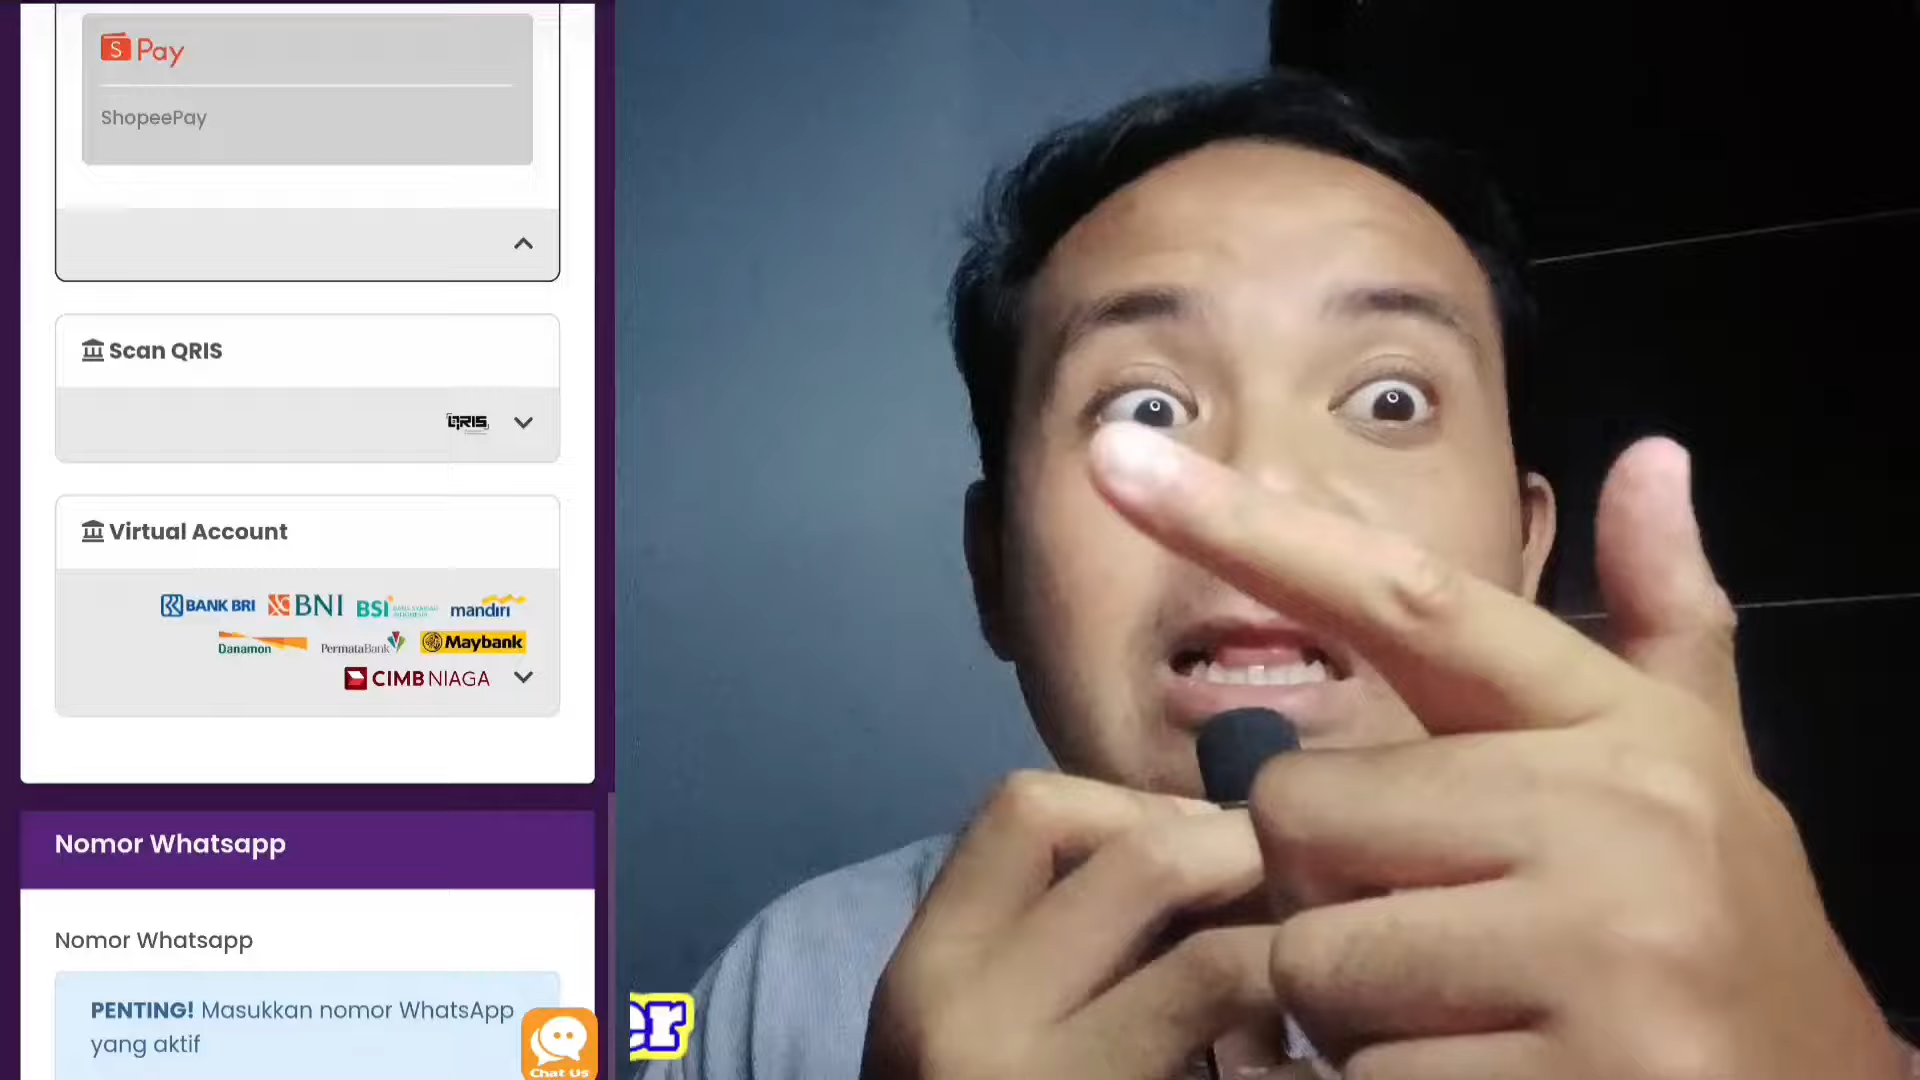 S Pay
ShopeePay
Scan QRIS
QRIS
Virtual Account
BANK BRI BNI BSI mandiri
Danamon PermataBank Maybank
CIMB NIAGA
Nomor Whatsapp
Nomor Whatsapp
PENTING! Masukkan nomor WhatsApp
yang aktif
Chat Us
er